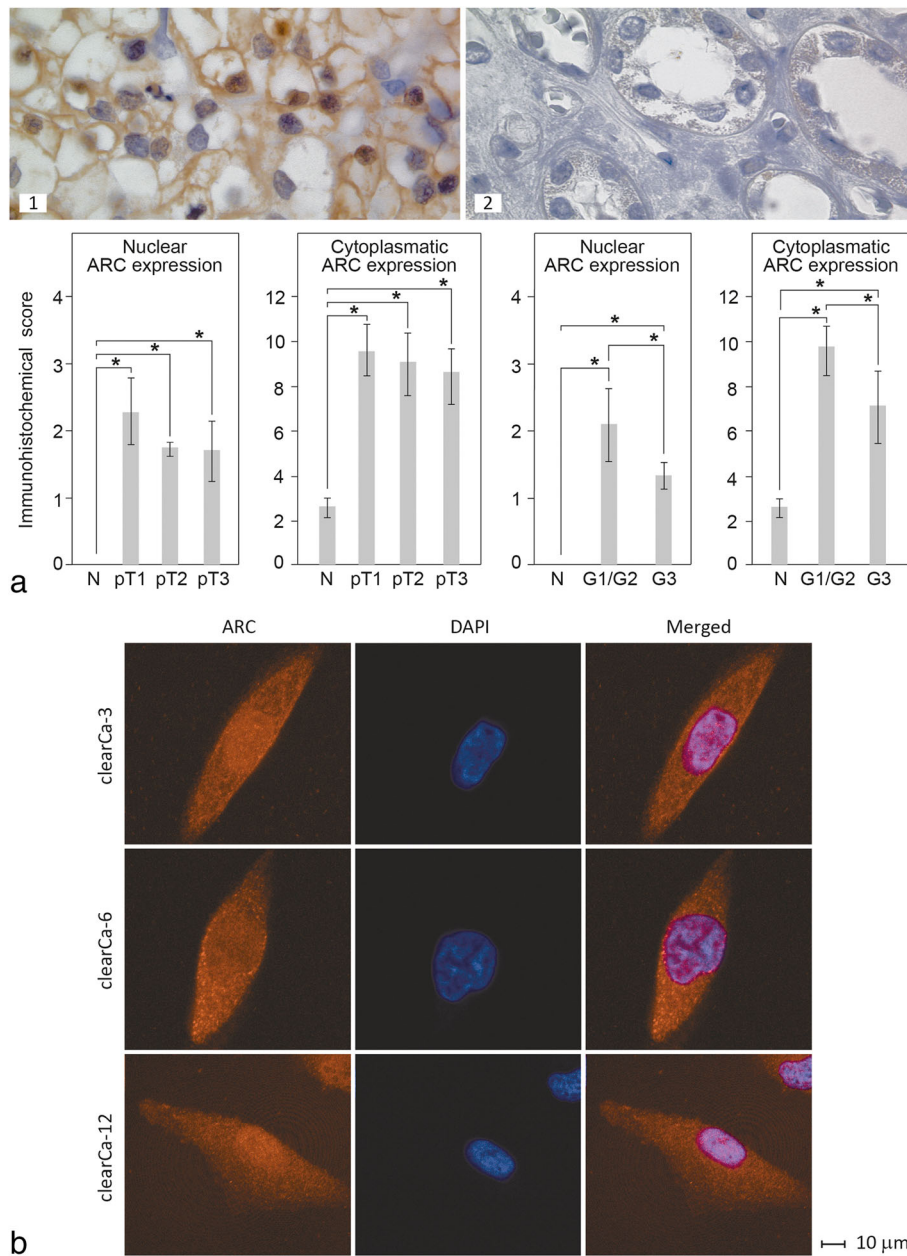 1
2
Nuclear
ARC expression
Cytoplasmatic
ARC expression
Nuclear
ARC expression
Cytoplasmatic
ARC expression
Immunohistochemical score
4
3
2
1
0
*
*
*
N pT1 pT2 pT3
12
10
8
6
4
2
0
*
*
*
N pT1 pT2 pT3
4
3
2
1
0
*
*
*
N G1/G2 G3
12
10
8
6
4
2
0
*
*
*
N G1/G2 G3
a
ARC DAPI Merged
clearCa-3
clearCa-6
clearCa-12
b
10 µm